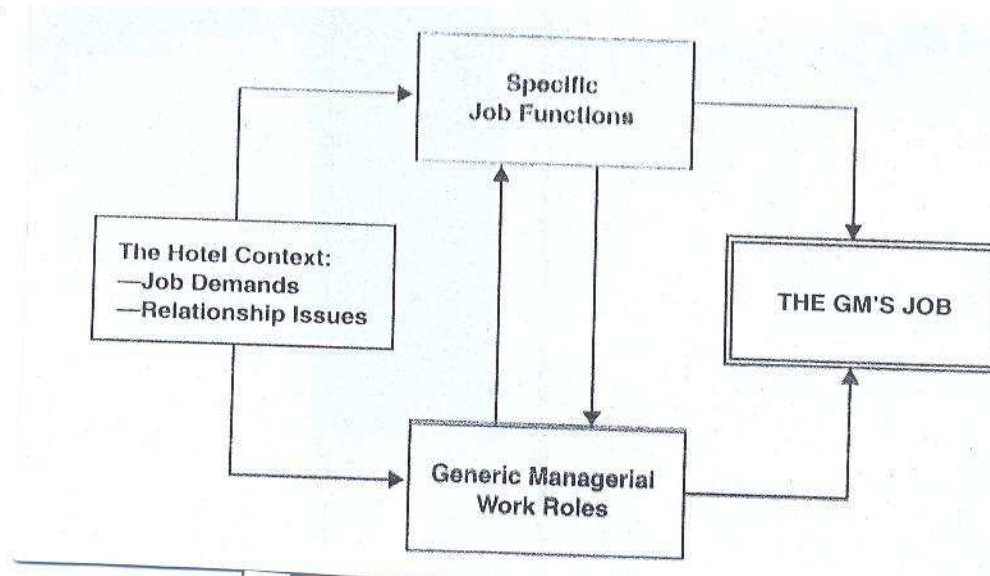 Specific
Job Functions
The Hotel Context:
—Job Demands
—Relationship Issues
THE GM'S JOB
Generic Managerial
Work Roles